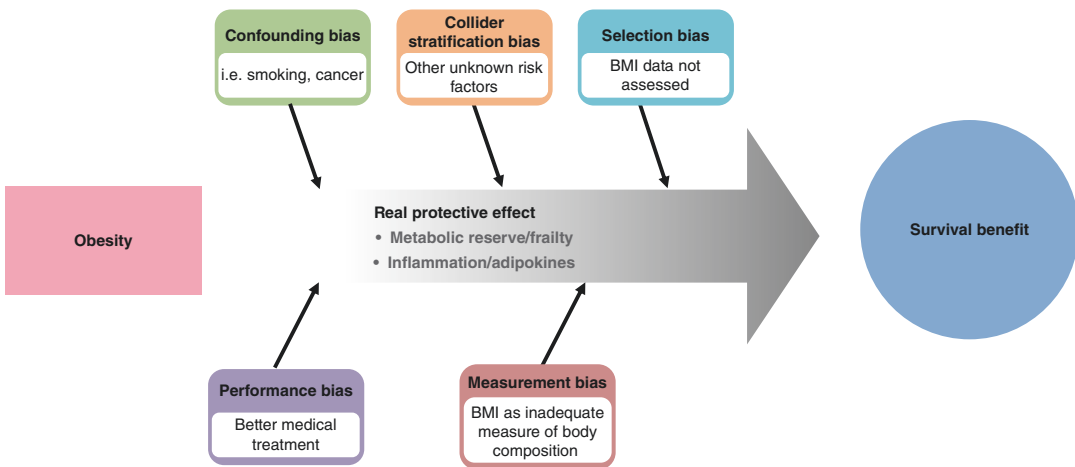 Confounding bias
i.e. smoking, cancer
Collider
stratification bias
Other unknown risk
factors
Selection bias
BMI data not
assessed
Obesity
Real protective effect
• Metabolic reserve/frailty
• Inflammation/adipokines
Survival benefit
Performance bias
Better medical
treatment
Measurement bias
BMI as inadequate
measure of body
composition